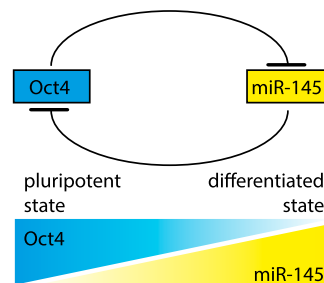 Oct4
miR-145
pluripotent
state
differentiated
state
Oct4
miR-145